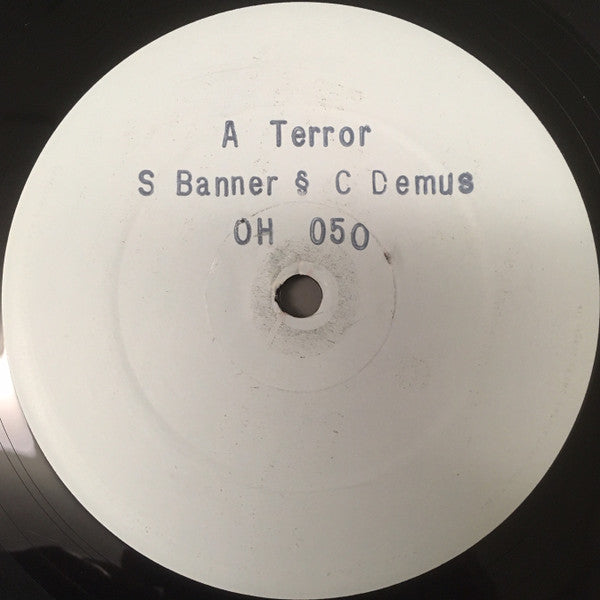 A Terror
S Banner § C Demus
OH 050